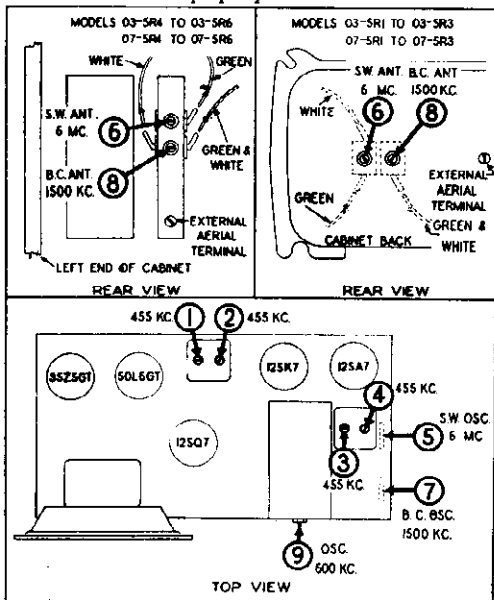 MODELS 03-5R4 TO 03-5R6
07-5R4 TO 07-5R6
WHITE
GREEN
S.W. ANT.
6 MC.
6
8
B.C. ANT.
1500 KC.
GREEN &
WHITE
EXTERNAL
AERIAL
TERMINAL
LEFT END OF CABINET
REAR VIEW
MODELS 03-5R1 TO 03-5R3
07-5R1 TO 07-5R3
S.W. ANT. B.C. ANT
6 MC. 1500 KC.
WHITE
6
8
EXTERNAL
AERIAL
TERMINAL
GREEN
GREEN &
WHITE
CABINET BACK
REAR VIEW
455 KC. 1 2 455 KC.
35Z5GT
50L6GT
12SK7
12SA7
12SQ7
4 455 KC.
3
455 KC.
5
S.W. OSC.
6 MC
7
B.C. OSC.
1500 KC.
9 OSC.
600 KC.
TOP VIEW